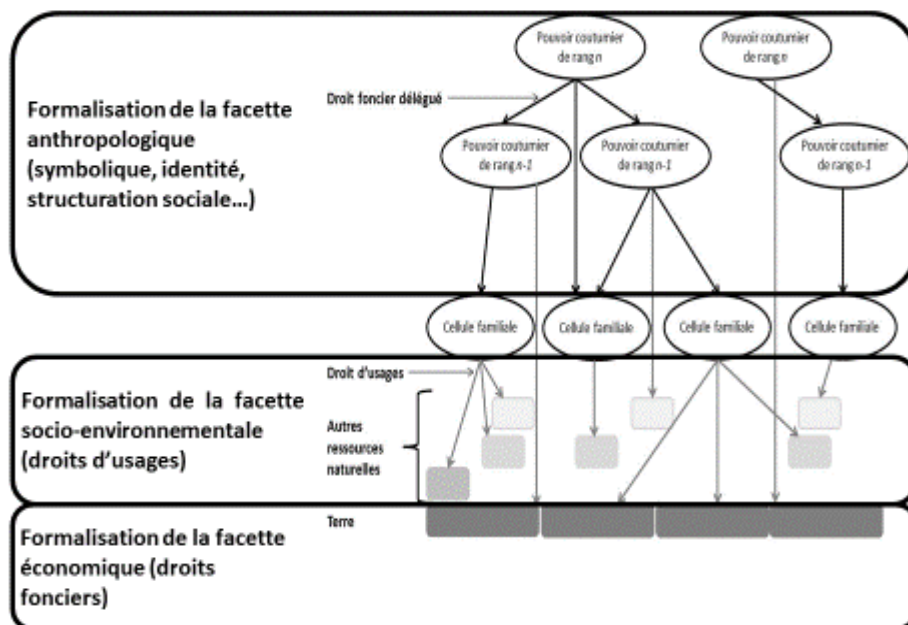 Pouvoir coutumier
de rang n
Pouvoir coutumier
de rang n
Droit foncier délégué
Formalisation de la facette
anthropologique
(symbolique, identité,
structuration sociale…)
Pouvoir coutumier
de rang n-1
Pouvoir coutumier
de rang n-1
Pouvoir coutumier
de rang n-1
Cellule familiale
Cellule familiale
Cellule familiale
Cellule familiale
Droit d’usages
Formalisation de la facette
socio-environnementale
(droits d’usages)
Autres
ressources
naturelles
Terre
Formalisation de la facette
économique (droits
fonciers)